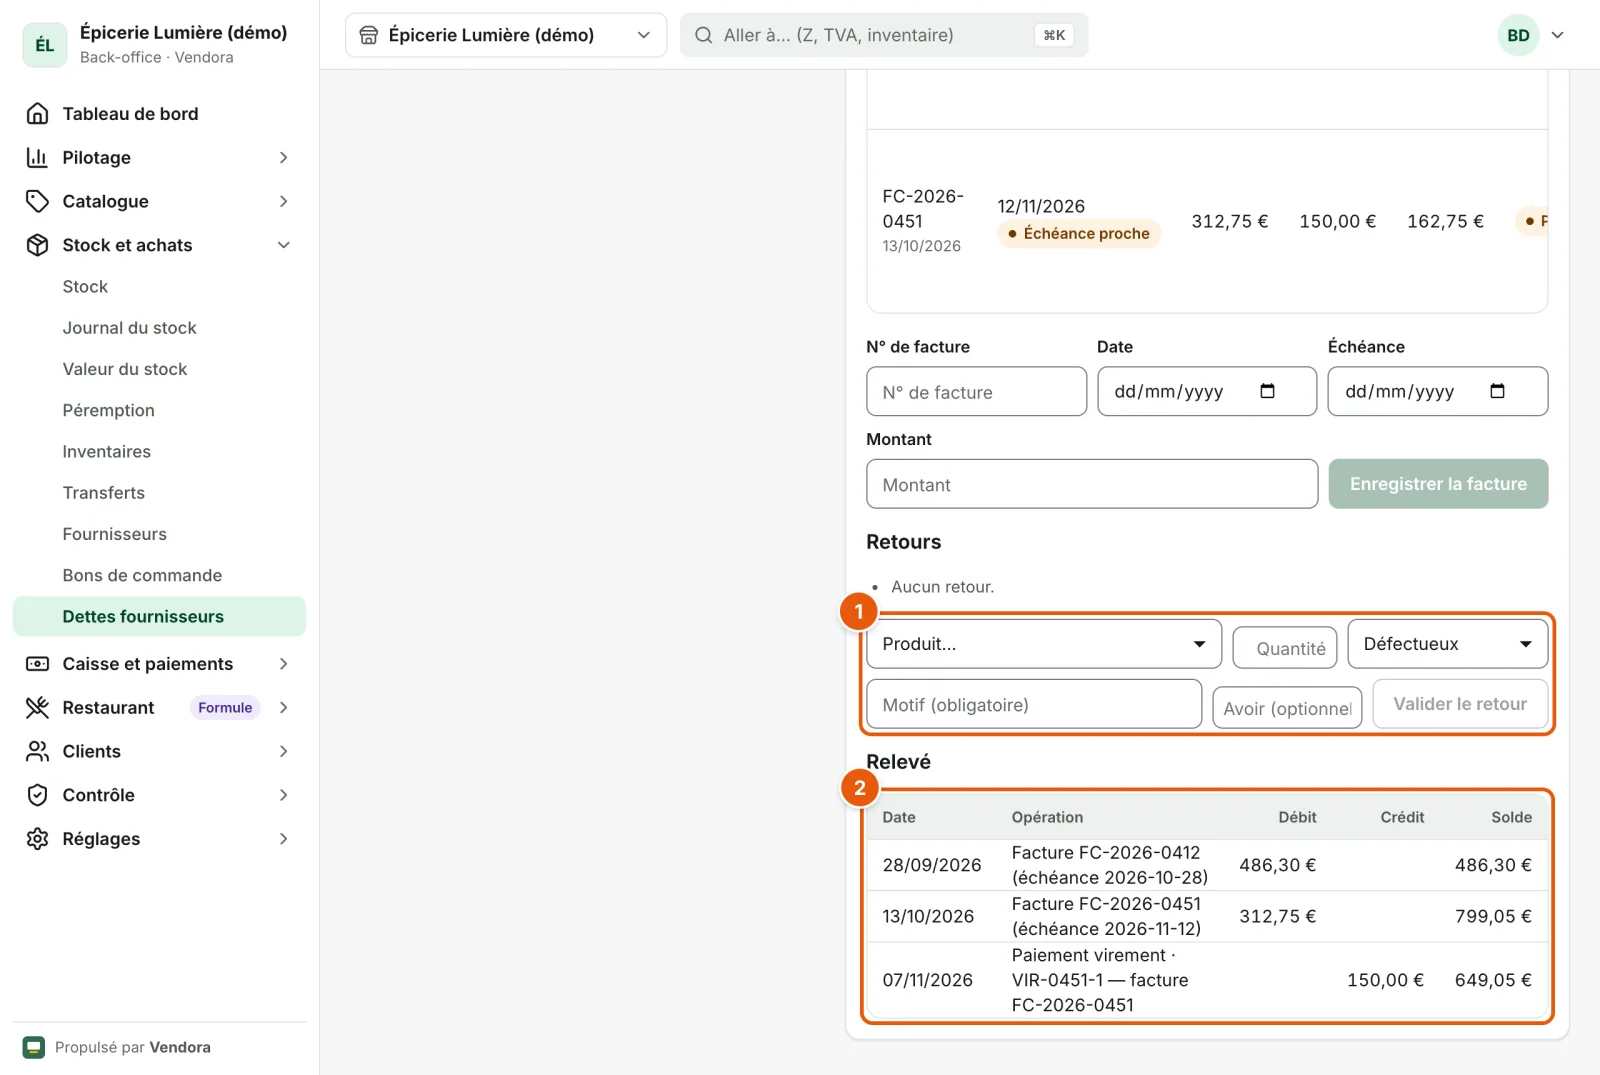 ÉL
Épicerie Lumière (démo)
Back-office · Vendora
Épicerie Lumière (démo)
Aller à... (Z, TVA, inventaire)
⌘K
BD
Tableau de bord
Pilotage
Catalogue
Stock et achats
Stock
Journal du stock
Valeur du stock
Péremption
Inventaires
Transferts
Fournisseurs
Bons de commande
Dettes fournisseurs
Caisse et paiements
Restaurant
Formule
Clients
Contrôle
Réglages
Propulsé par Vendora
FC-2026-
0451
13/10/2026
12/11/2026
Échéance proche
312,75 €
150,00 €
162,75 €
N° de facture
Date
Échéance
N° de facture
dd/mm/yyyy
dd/mm/yyyy
Montant
Montant
Enregistrer la facture
Retours
Aucun retour.
1
Produit...
Quantité
Défectueux
Motif (obligatoire)
Avoir (optionnel
Valider le retour
Relevé
2
Date Opération Débit Crédit Solde
28/09/2026
Facture FC-2026-0412
(échéance 2026-10-28)
486,30 €
486,30 €
13/10/2026
Facture FC-2026-0451
(échéance 2026-11-12)
312,75 €
799,05 €
07/11/2026
Paiement virement ·
VIR-0451-1 — facture
FC-2026-0451
150,00 €
649,05 €